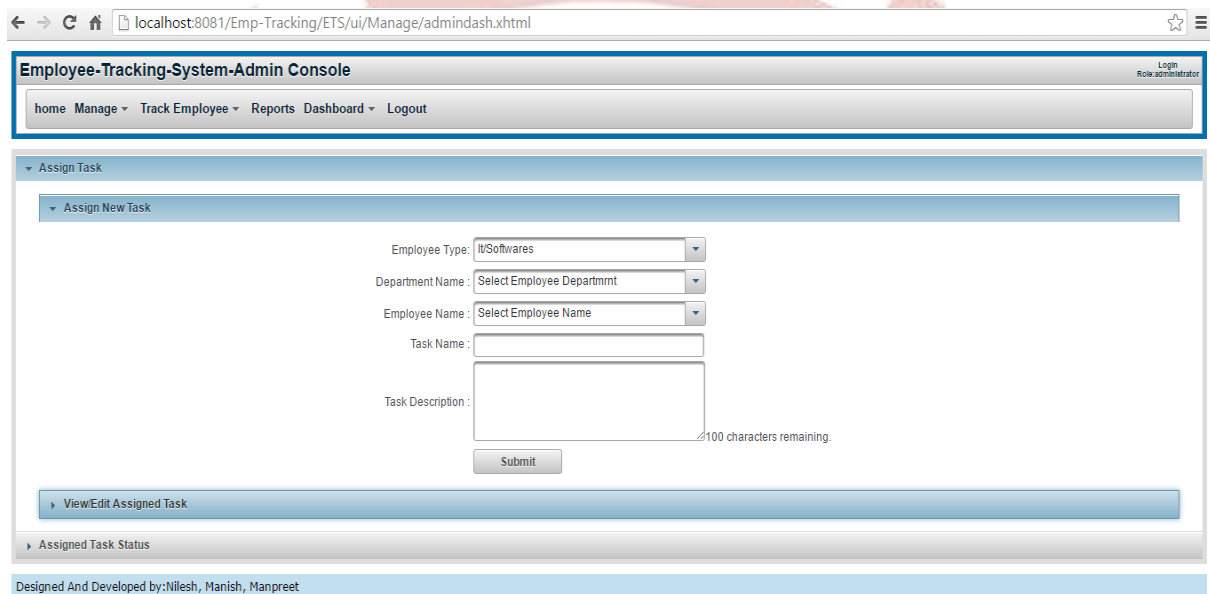 localhost:8081/Emp-Tracking/ETS/ui/Manage/admindash.xhtml
Employee-Tracking-System-Admin Console
Login
Role:administrator
home Manage Track Employee Reports Dashboard Logout
Assign Task
Assign New Task
Employee Type: It/Softwares
Department Name : Select Employee Departmrnt
Employee Name : Select Employee Name
Task Name :
Task Description :
100 characters remaining.
Submit
View/Edit Assigned Task
Assigned Task Status
Designed And Developed by:Nilesh, Manish, Manpreet